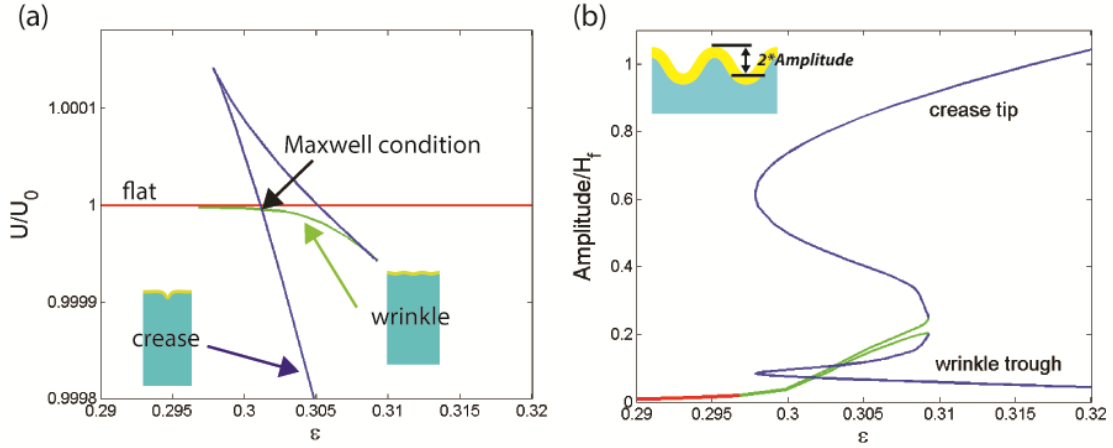 (a)
(b)
1.0001
1
0.9999
0.9998
U/U0
flat
Maxwell condition
crease
wrinkle
0.29
0.295
0.3
0.305
0.31
0.315
0.32
ε
1
0.8
0.6
0.4
0.2
0
Amplitude/Hf
2*Amplitude
crease tip
wrinkle trough
0.29
0.295
0.3
0.305
0.31
0.315
0.32
ε